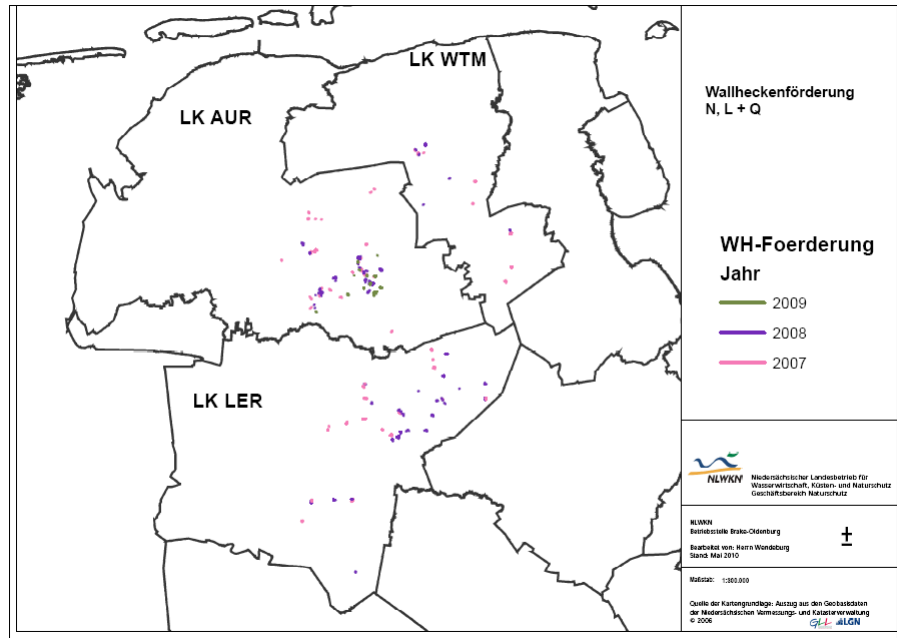 LK WTM
LK AUR
LK LER
Wallheckenförderung
N, L + Q
WH-Foerderung
Jahr
2009
2008
2007
NLWKN
Niedersächsischer Landesbetrieb für
Wasserwirtschaft, Küsten- und Naturschutz
Geschäftsbereich Naturschutz
NLWKN
Betriebsstelle Brake-Oldenburg
Bearbeitet von: Herrn Wendeburg
Stand: Mai 2010
Maßstab: 1:300.000
Quelle der Kartengrundlage: Auszug aus den Geobasisdaten
der Niedersächsischen Vermessungs- und Katasterverwaltung
© 2006
GLL LGN